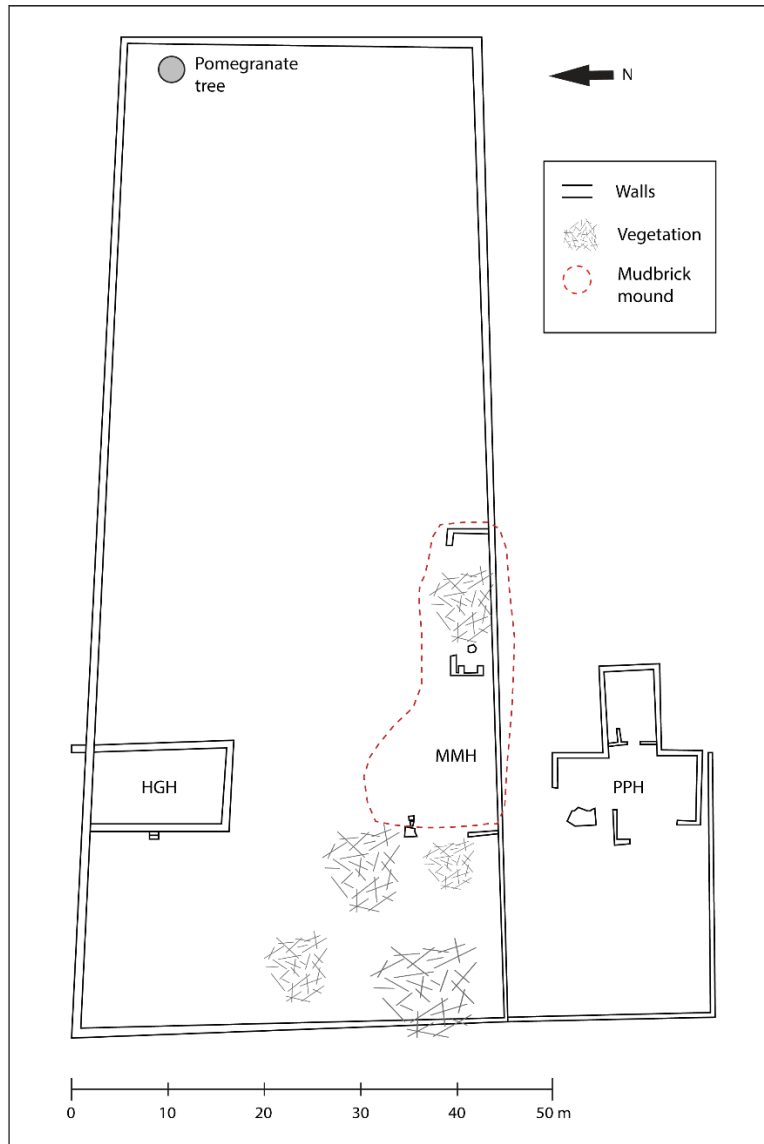 Pomegranate
tree
N
Walls
Vegetation
Mudbrick
mound
MMH
HGH
PPH
0 10 20 30 40 50 m